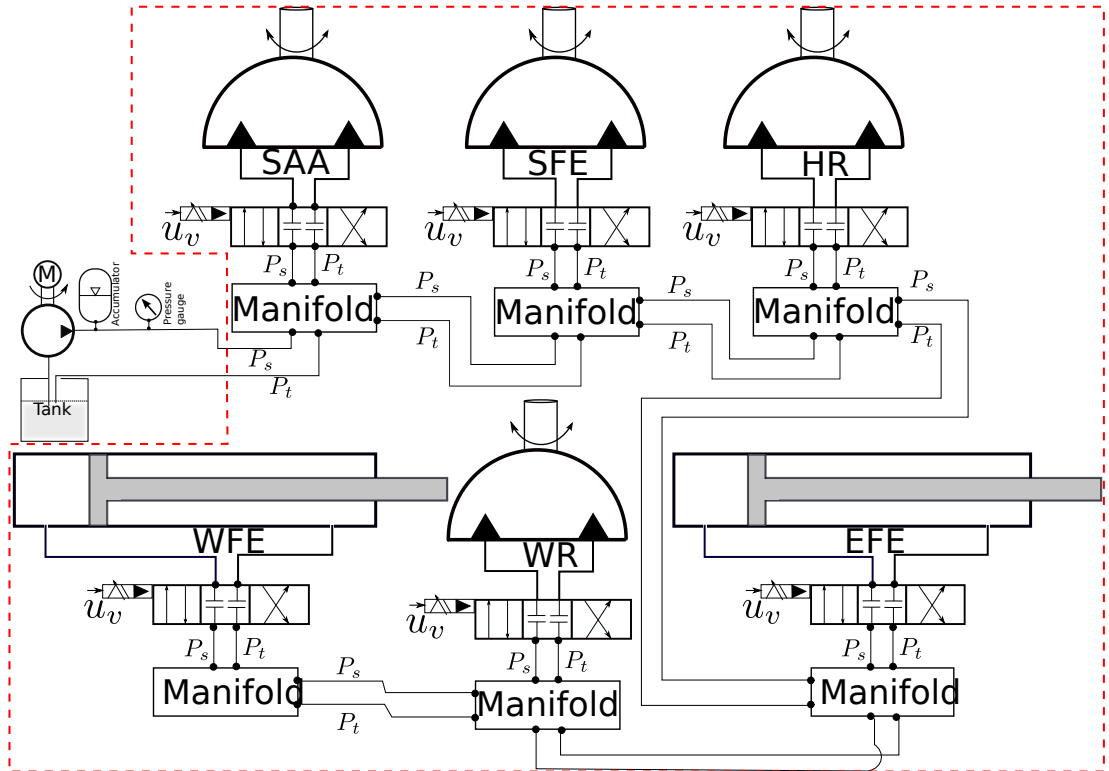 SAA
SFE
HR
u_v
u_v
u_v
P_s
P_t
P_s
P_t
P_s
P_t
M
Accumulator
Pressure
gauge
Manifold
Manifold
Manifold
P_s
P_t
P_s
P_t
P_s
P_t
P_s
P_t
Tank
WFE
WR
EFE
u_v
u_v
u_v
P_s
P_t
P_s
P_t
P_s
P_t
Manifold
Manifold
Manifold
P_s
P_t